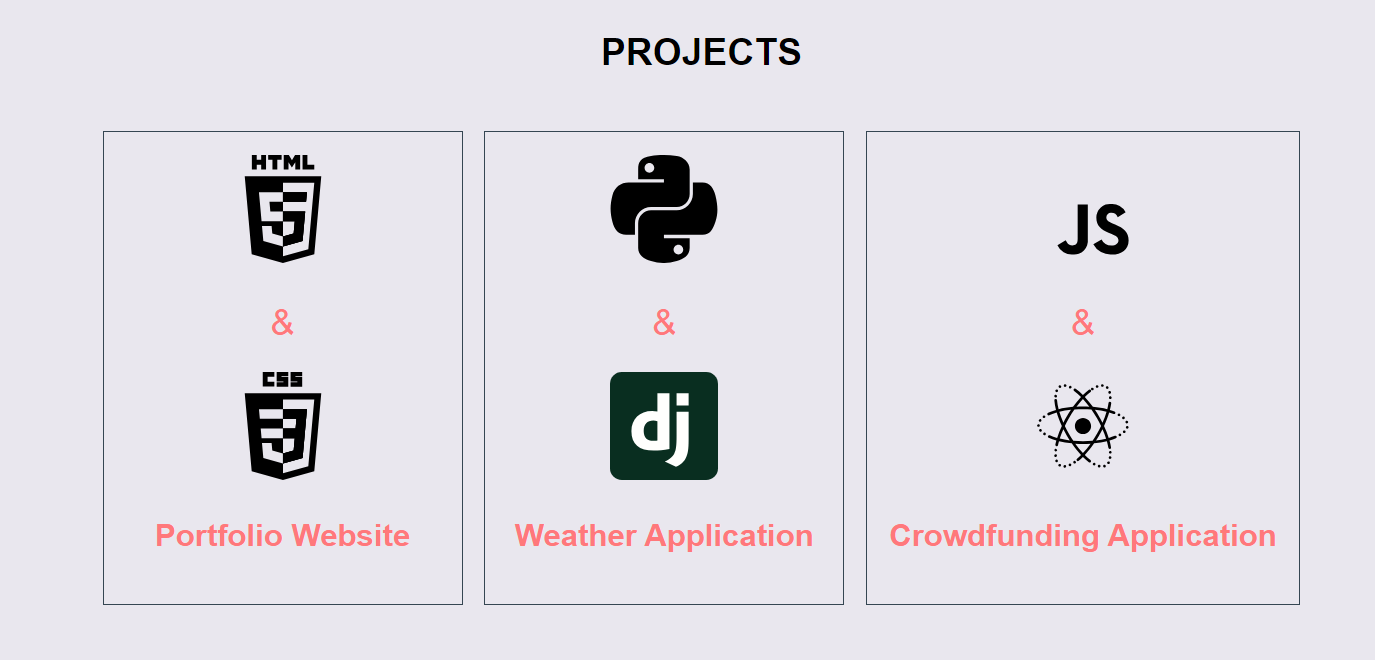 PROJECTS
HTML
5
&
CSS
3
Portfolio Website
&
dj
Weather Application
JS
&
Crowdfunding Application